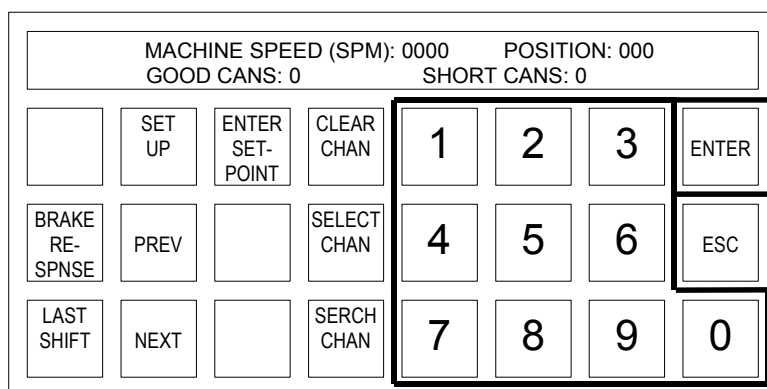 MACHINE SPEED (SPM): 0000 POSITION: 000
GOOD CANS: 0 SHORT CANS: 0
SET
UP
ENTER
SET-
POINT
CLEAR
CHAN
1
2
3
ENTER
BRAKE
RE-
SPNSE
PREV
SELECT
CHAN
4
5
6
ESC
LAST
SHIFT
NEXT
SERCH
CHAN
7
8
9
0